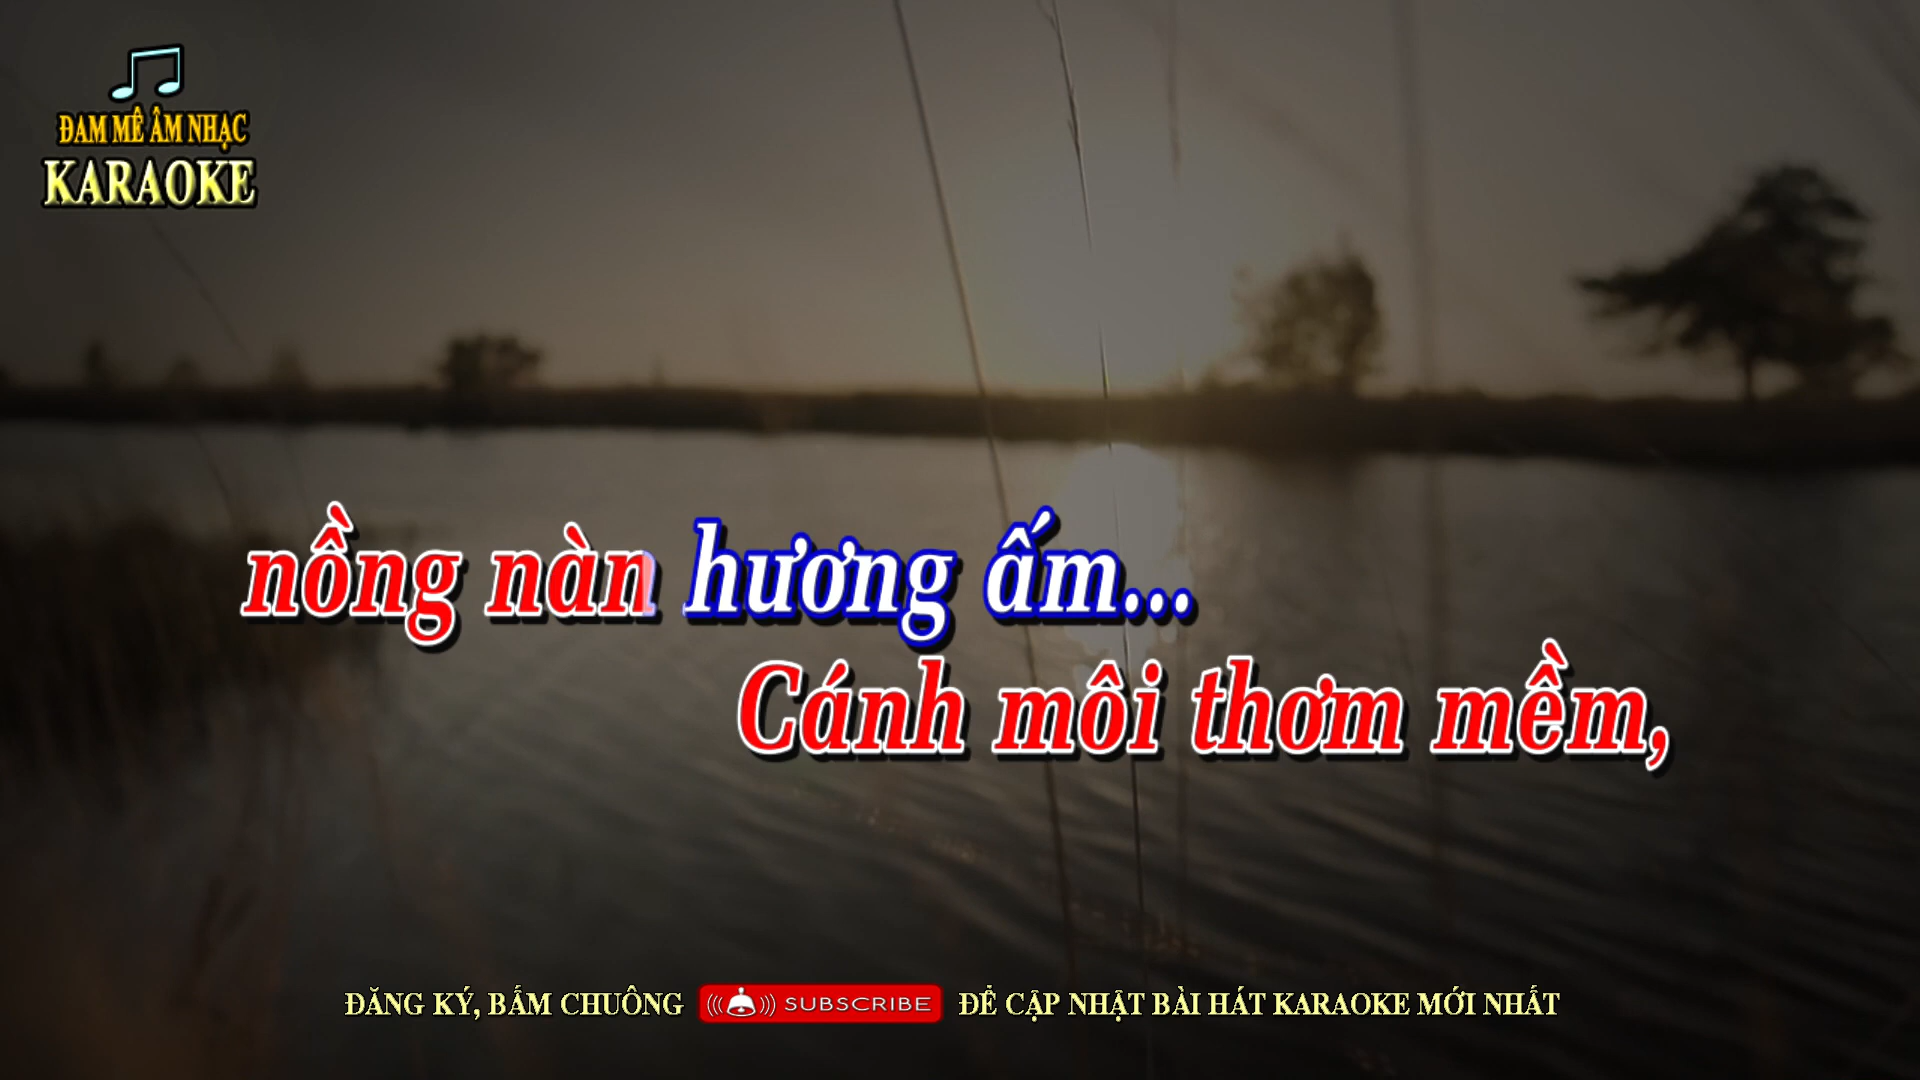 ĐAM MÊ ÂM NHẠC
KARAOKE
nồng nàn hương ấm...
Cánh môi thơm mềm,
ĐĂNG KÝ, BẤM CHUÔNG SUBSCRIBE ĐỂ CẬP NHẬT BÀI HÁT KARAOKE MỚI NHẤT